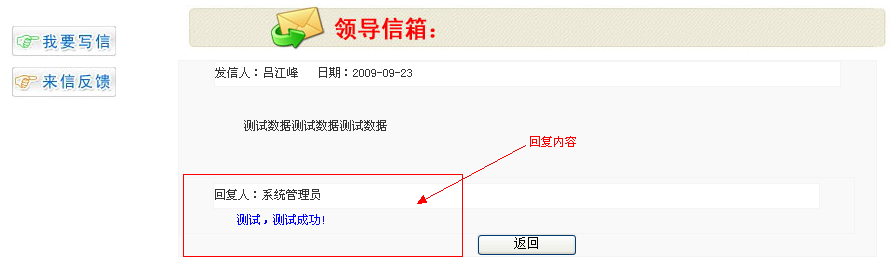 我要写信
来信反馈
领导信箱：
发信人：吕江峰 日期：2009-09-23
测试数据测试数据测试数据
回复内容
回复人：系统管理员
测试，测试成功!
返回